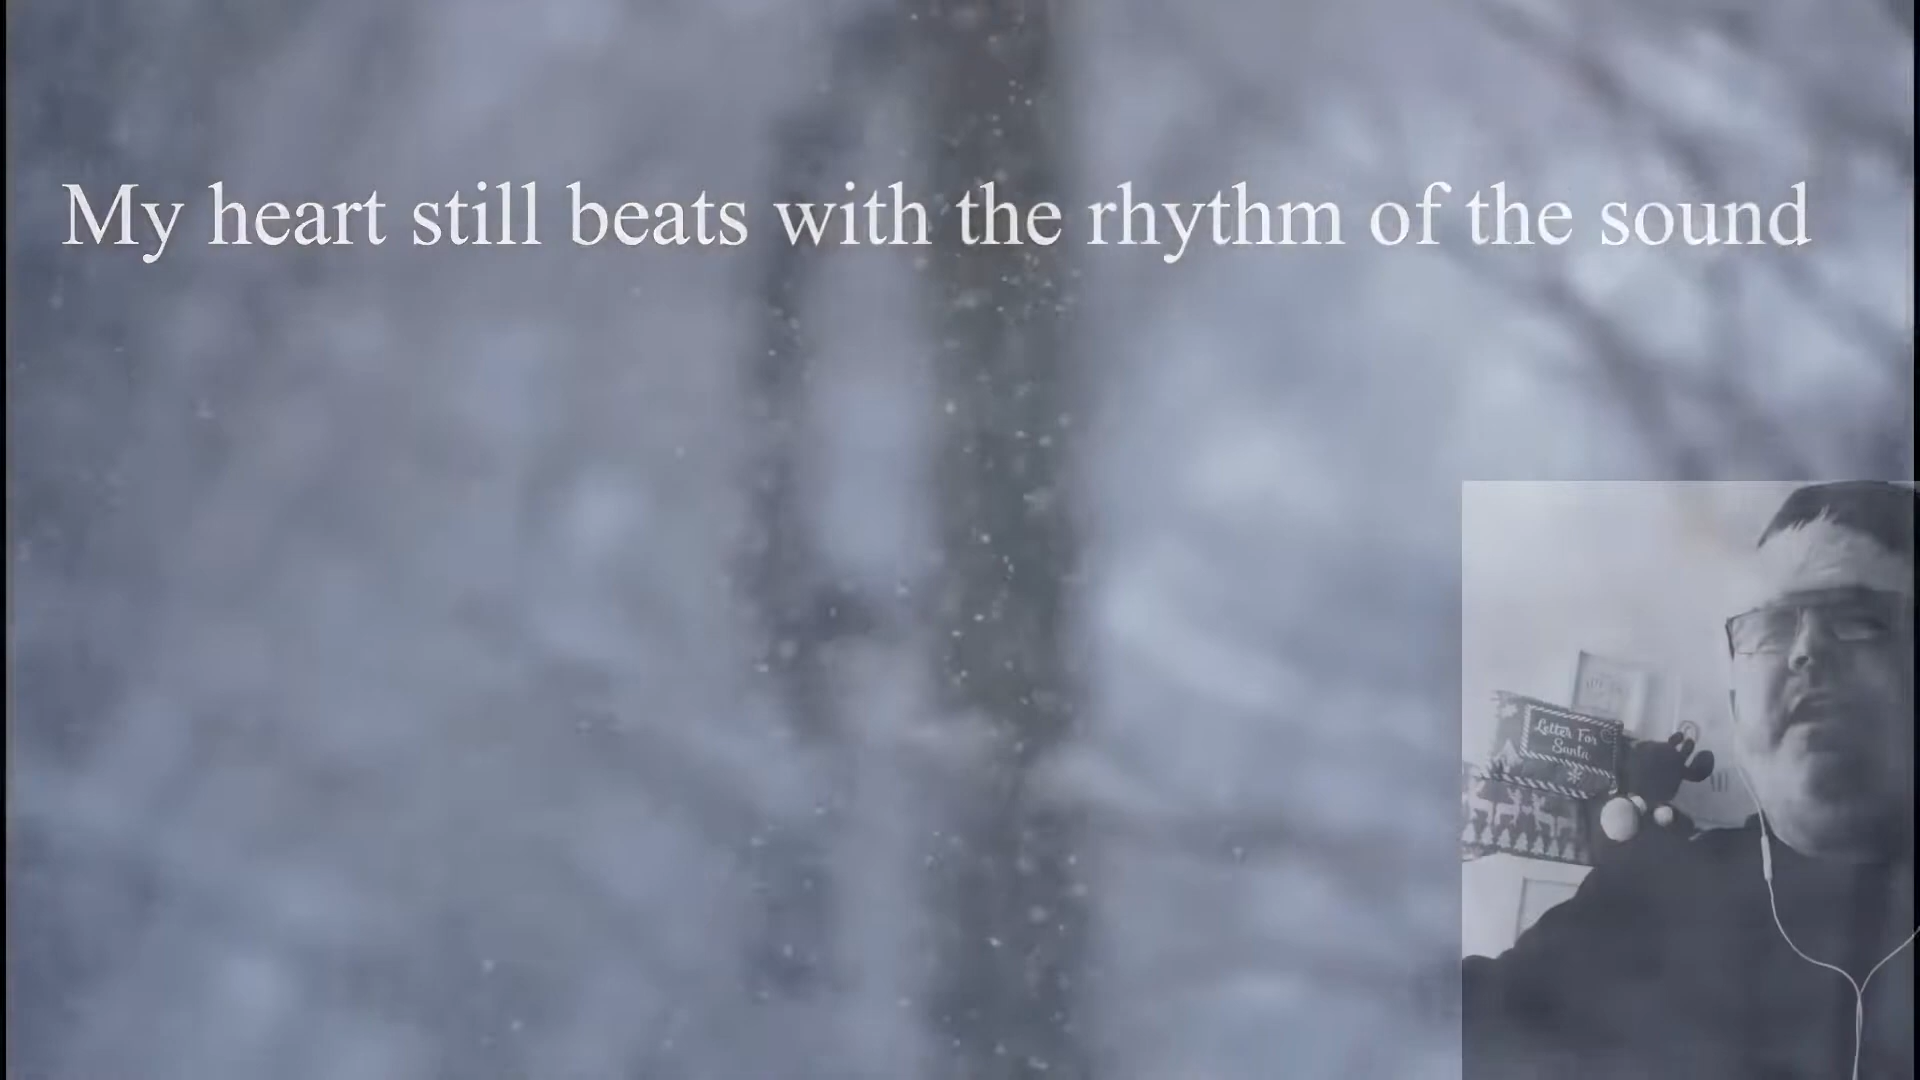 My heart still beats with the rhythm of the sound
Letter For
Santa